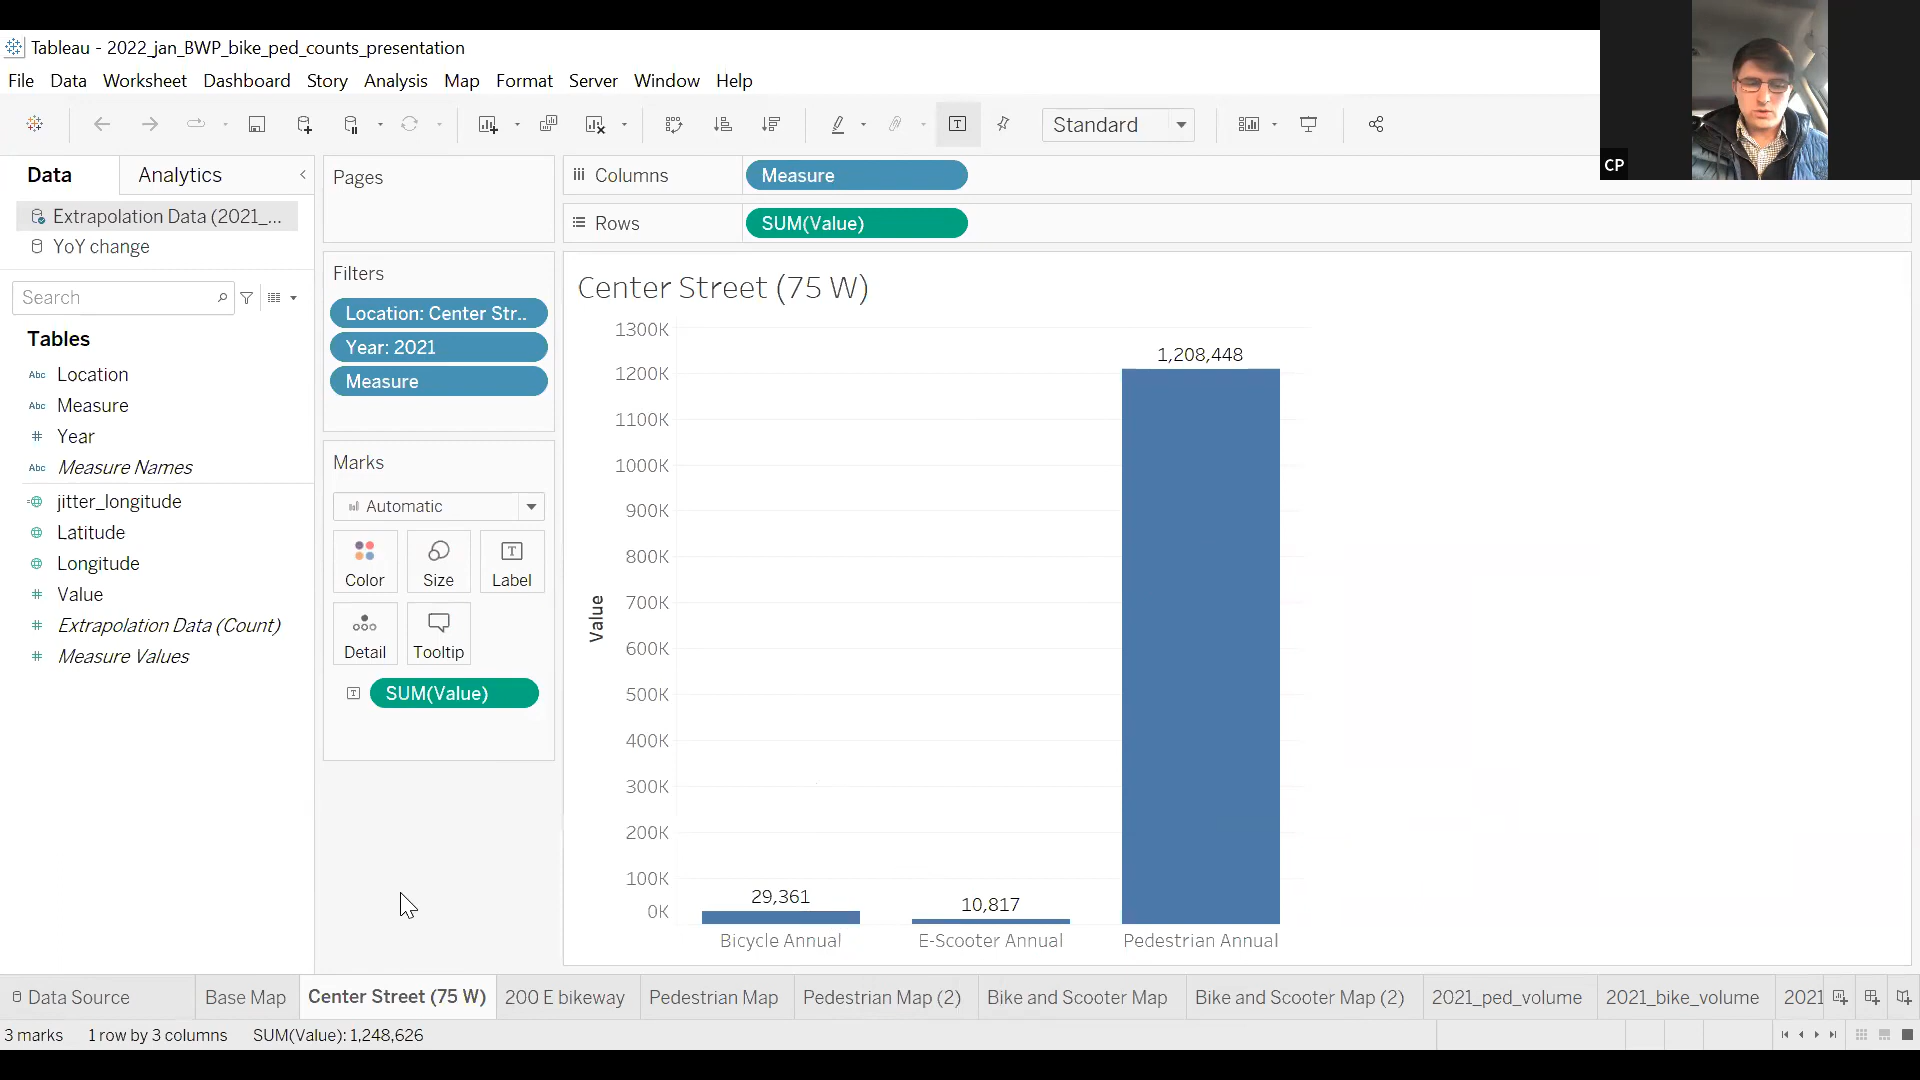 Tableau - 2022_jan_BWP_bike_ped_counts_presentation
File Data Worksheet Dashboard Story Analysis Map Format Server Window Help
Standard
CP
Data Analytics
Pages
Columns
Measure
Rows
SUM(Value)
Extrapolation Data (2021_...
YoY change
Search
Tables
Abc Location
Abc Measure
# Year
Abc Measure Names
jitter_longitude
Latitude
Longitude
# Value
# Extrapolation Data (Count)
# Measure Values
Filters
Location: Center Str..
Year: 2021
Measure
Marks
Automatic
Color Size Label
Detail Tooltip
SUM(Value)
Center Street (75 W)
1300K
1200K
1100K
1000K
900K
800K
700K
600K
500K
400K
300K
200K
100K
0K
Value
29,361
10,817
1,208,448
Bicycle Annual E-Scooter Annual Pedestrian Annual
Data Source Base Map Center Street (75 W) 200 E bikeway Pedestrian Map Pedestrian Map (2) Bike and Scooter Map Bike and Scooter Map (2) 2021_ped_volume 2021_bike_volume 2021
3 marks 1 row by 3 columns SUM(Value): 1,248,626